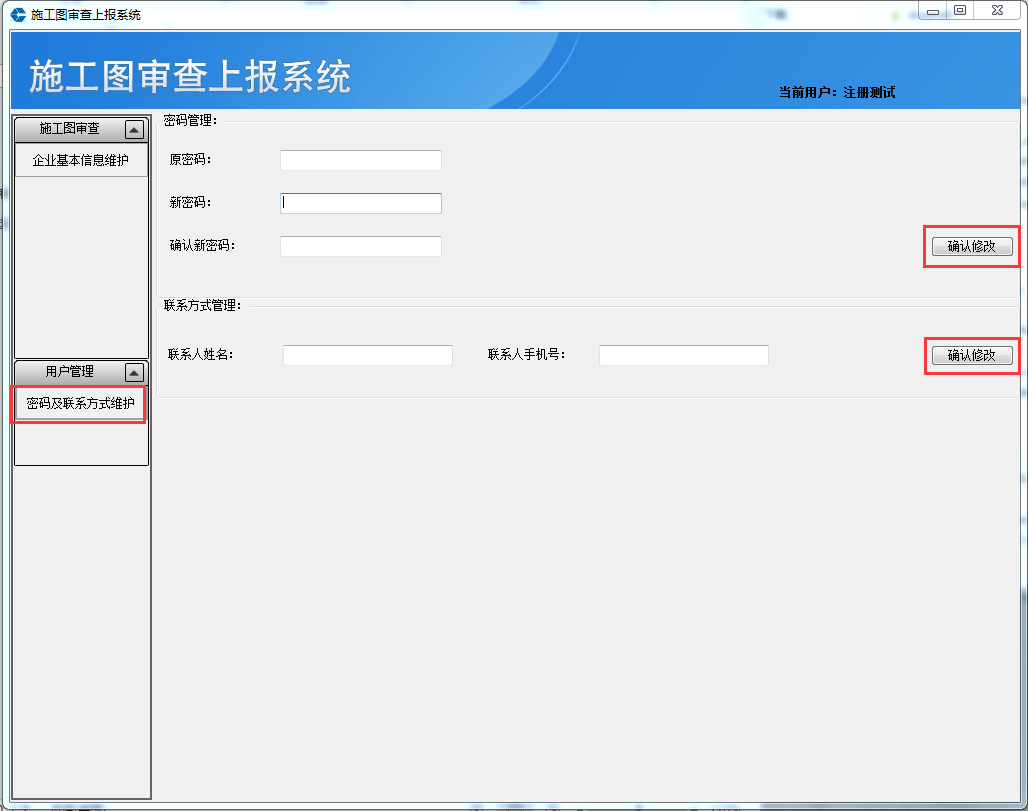 施工图审查上报系统
施工图审查上报系统
当前用户：注册测试
施工图审查
企业基本信息维护
用户管理
密码及联系方式维护
密码管理：
原密码：
新密码：
确认新密码：
确认修改
联系方式管理：
联系人姓名：
联系人手机号：
确认修改